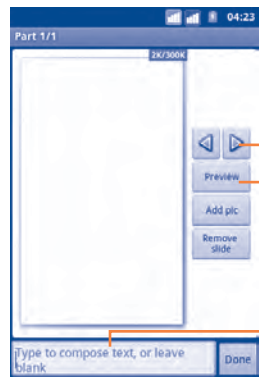 04:23
Part 1/1
2K/300K
Preview
Add pic
Remove
slide
Type to compose text, or leave
blank
Done